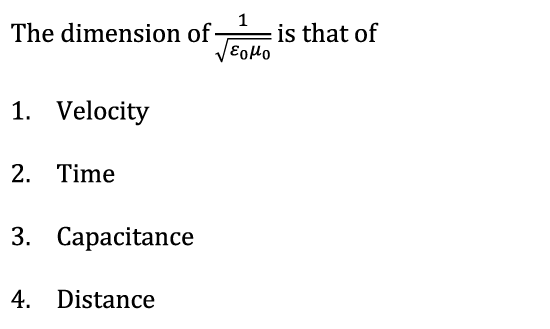 The dimension of 1/√ε₀μ₀ is that of
1. Velocity
2. Time
3. Capacitance
4. Distance